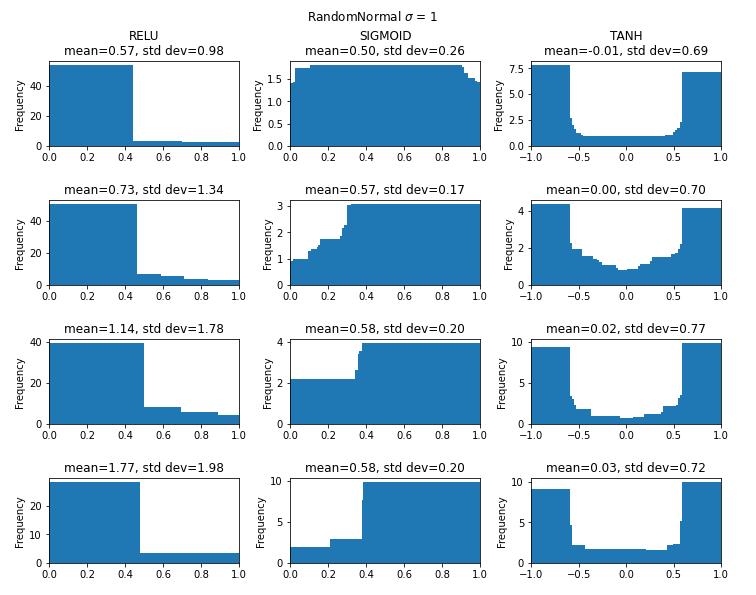 RandomNormal σ = 1
RELU
mean=0.57, std dev=0.98
SIGMOID
mean=0.50, std dev=0.26
TANH
mean=-0.01, std dev=0.69
Frequency
40
20
0
0.0 0.2 0.4 0.6 0.8 1.0
Frequency
1.5
1.0
0.5
0.0
0.0 0.2 0.4 0.6 0.8 1.0
Frequency
7.5
5.0
2.5
0.0
−1.0 −0.5 0.0 0.5 1.0
mean=0.73, std dev=1.34
Frequency
40
20
0
0.0 0.2 0.4 0.6 0.8 1.0
mean=0.57, std dev=0.17
Frequency
3
2
1
0
0.0 0.2 0.4 0.6 0.8 1.0
mean=0.00, std dev=0.70
Frequency
4
2
0
−1.0 −0.5 0.0 0.5 1.0
mean=1.14, std dev=1.78
Frequency
40
20
0
0.0 0.2 0.4 0.6 0.8 1.0
mean=0.58, std dev=0.20
Frequency
4
2
0
0.0 0.2 0.4 0.6 0.8 1.0
mean=0.02, std dev=0.77
Frequency
10
5
0
−1.0 −0.5 0.0 0.5 1.0
mean=1.77, std dev=1.98
Frequency
20
10
0
0.0 0.2 0.4 0.6 0.8 1.0
mean=0.58, std dev=0.20
Frequency
10
5
0
0.0 0.2 0.4 0.6 0.8 1.0
mean=0.03, std dev=0.72
Frequency
10
5
0
−1.0 −0.5 0.0 0.5 1.0